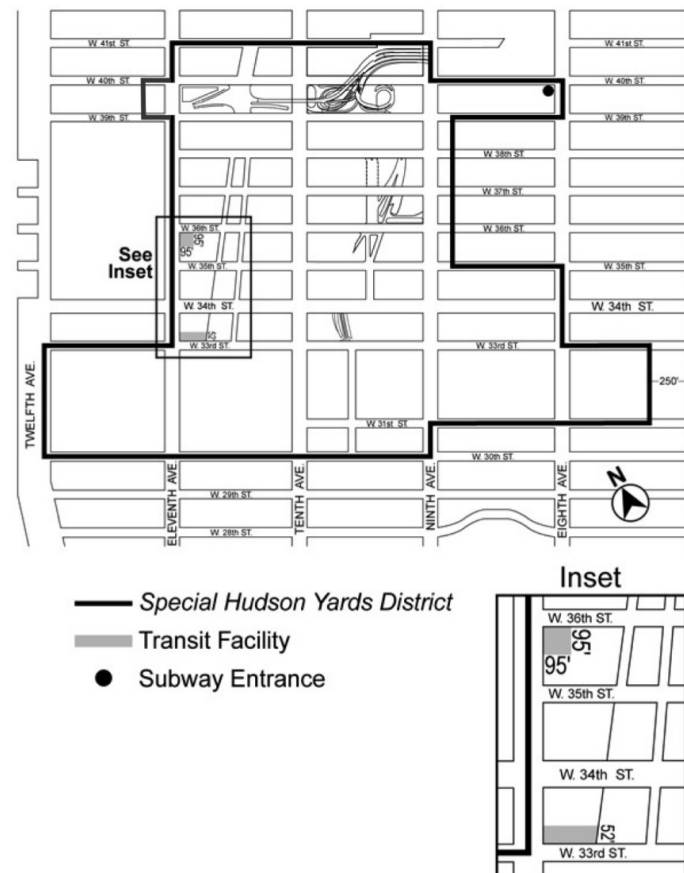 W. 41st ST.
W. 41st ST.
W. 40th ST.
W. 40th ST.
W. 39th ST.
W. 39th ST.
W. 38th ST.
W. 37th ST.
W. 36th ST.
W. 36th ST.
95'
95'
See
Inset
W. 35th ST.
W. 35th ST.
W. 34th ST.
W. 34th ST.
52'
W. 33rd ST.
W. 33rd ST.
250'
TWELFTH AVE.
W. 31st ST.
W. 30th ST.
ELEVENTH AVE.
TENTH AVE.
NINTH AVE.
EIGHTH AVE.
N
W. 29th ST.
W. 28th ST.
Special Hudson Yards District
Transit Facility
Subway Entrance
Inset
W. 36th ST.
95'
95'
W. 35th ST.
W. 34th ST.
52'
W. 33rd ST.